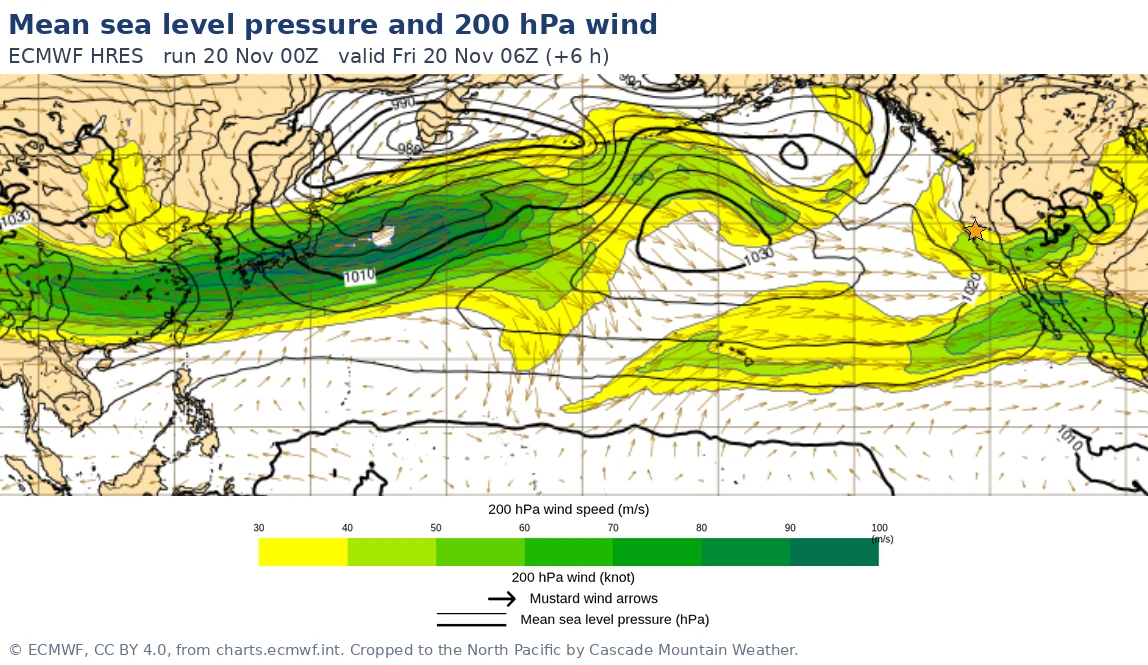 Mean sea level pressure and 200 hPa wind
ECMWF HRES run 20 Nov 00Z valid Fri 20 Nov 06Z (+6 h)
990
990
980
1030
1010
1030
1020
1010
200 hPa wind speed (m/s)
30 40 50 60 70 80 90 100
(m/s)
200 hPa wind (knot)
Mustard wind arrows
Mean sea level pressure (hPa)
© ECMWF, CC BY 4.0, from charts.ecmwf.int. Cropped to the North Pacific by Cascade Mountain Weather.